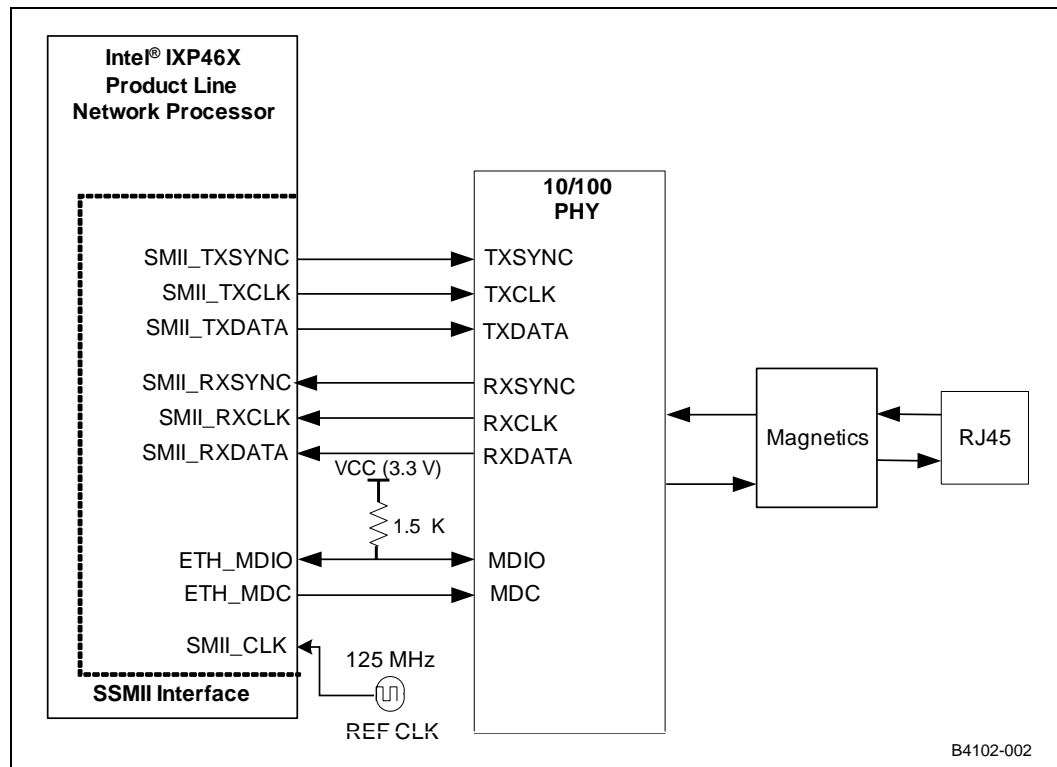 Intel® IXP46X
Product Line
Network Processor
10/100
PHY
SMII_TXSYNC
TXSYNC
SMII_TXCLK
TXCLK
SMII_TXDATA
TXDATA
SMII_RXSYNC
RXSYNC
SMII_RXCLK
RXCLK
SMII_RXDATA
RXDATA
Magnetics
RJ45
VCC (3.3 V)
1.5 K
ETH_MDIO
MDIO
ETH_MDC
MDC
SMII_CLK
125 MHz
SSMII Interface
REF CLK
B4102-002